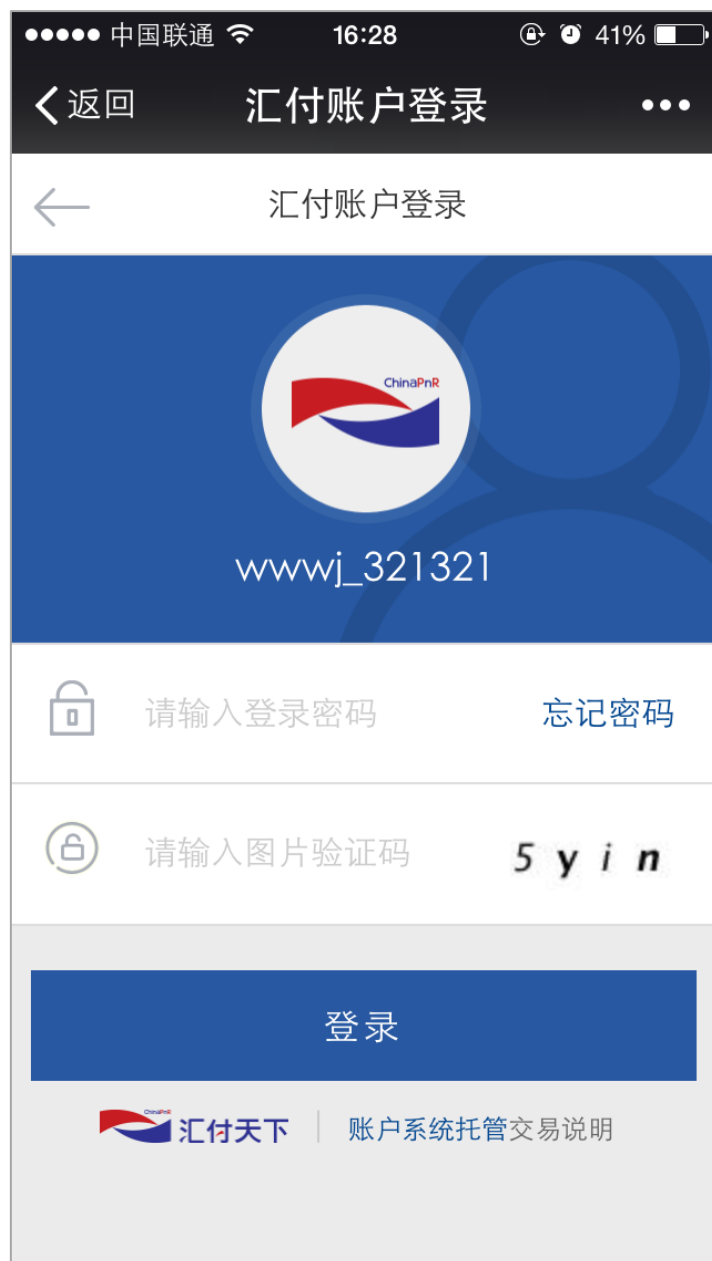 中国联通 16:28 41%
返回 汇付账户登录
汇付账户登录
ChinaPnR
wwwj_321321
请输入登录密码 忘记密码
请输入图片验证码 5 y i n
登录
ChinaPnR 汇付天下 账户系统托管交易说明